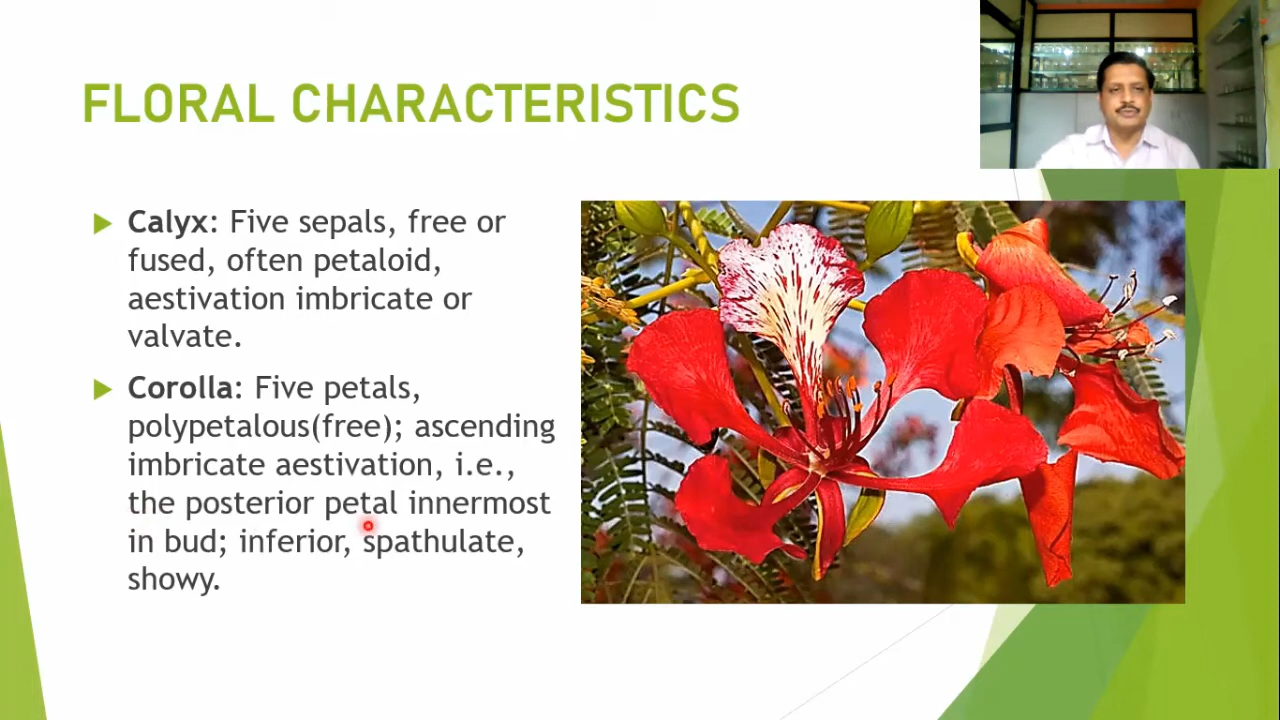 FLORAL CHARACTERISTICS
Calyx: Five sepals, free or
fused, often petaloid,
aestivation imbricate or
valvate.
Corolla: Five petals,
polypetalous(free); ascending
imbricate aestivation, i.e.,
the posterior petal innermost
in bud; inferior, spathulate,
showy.